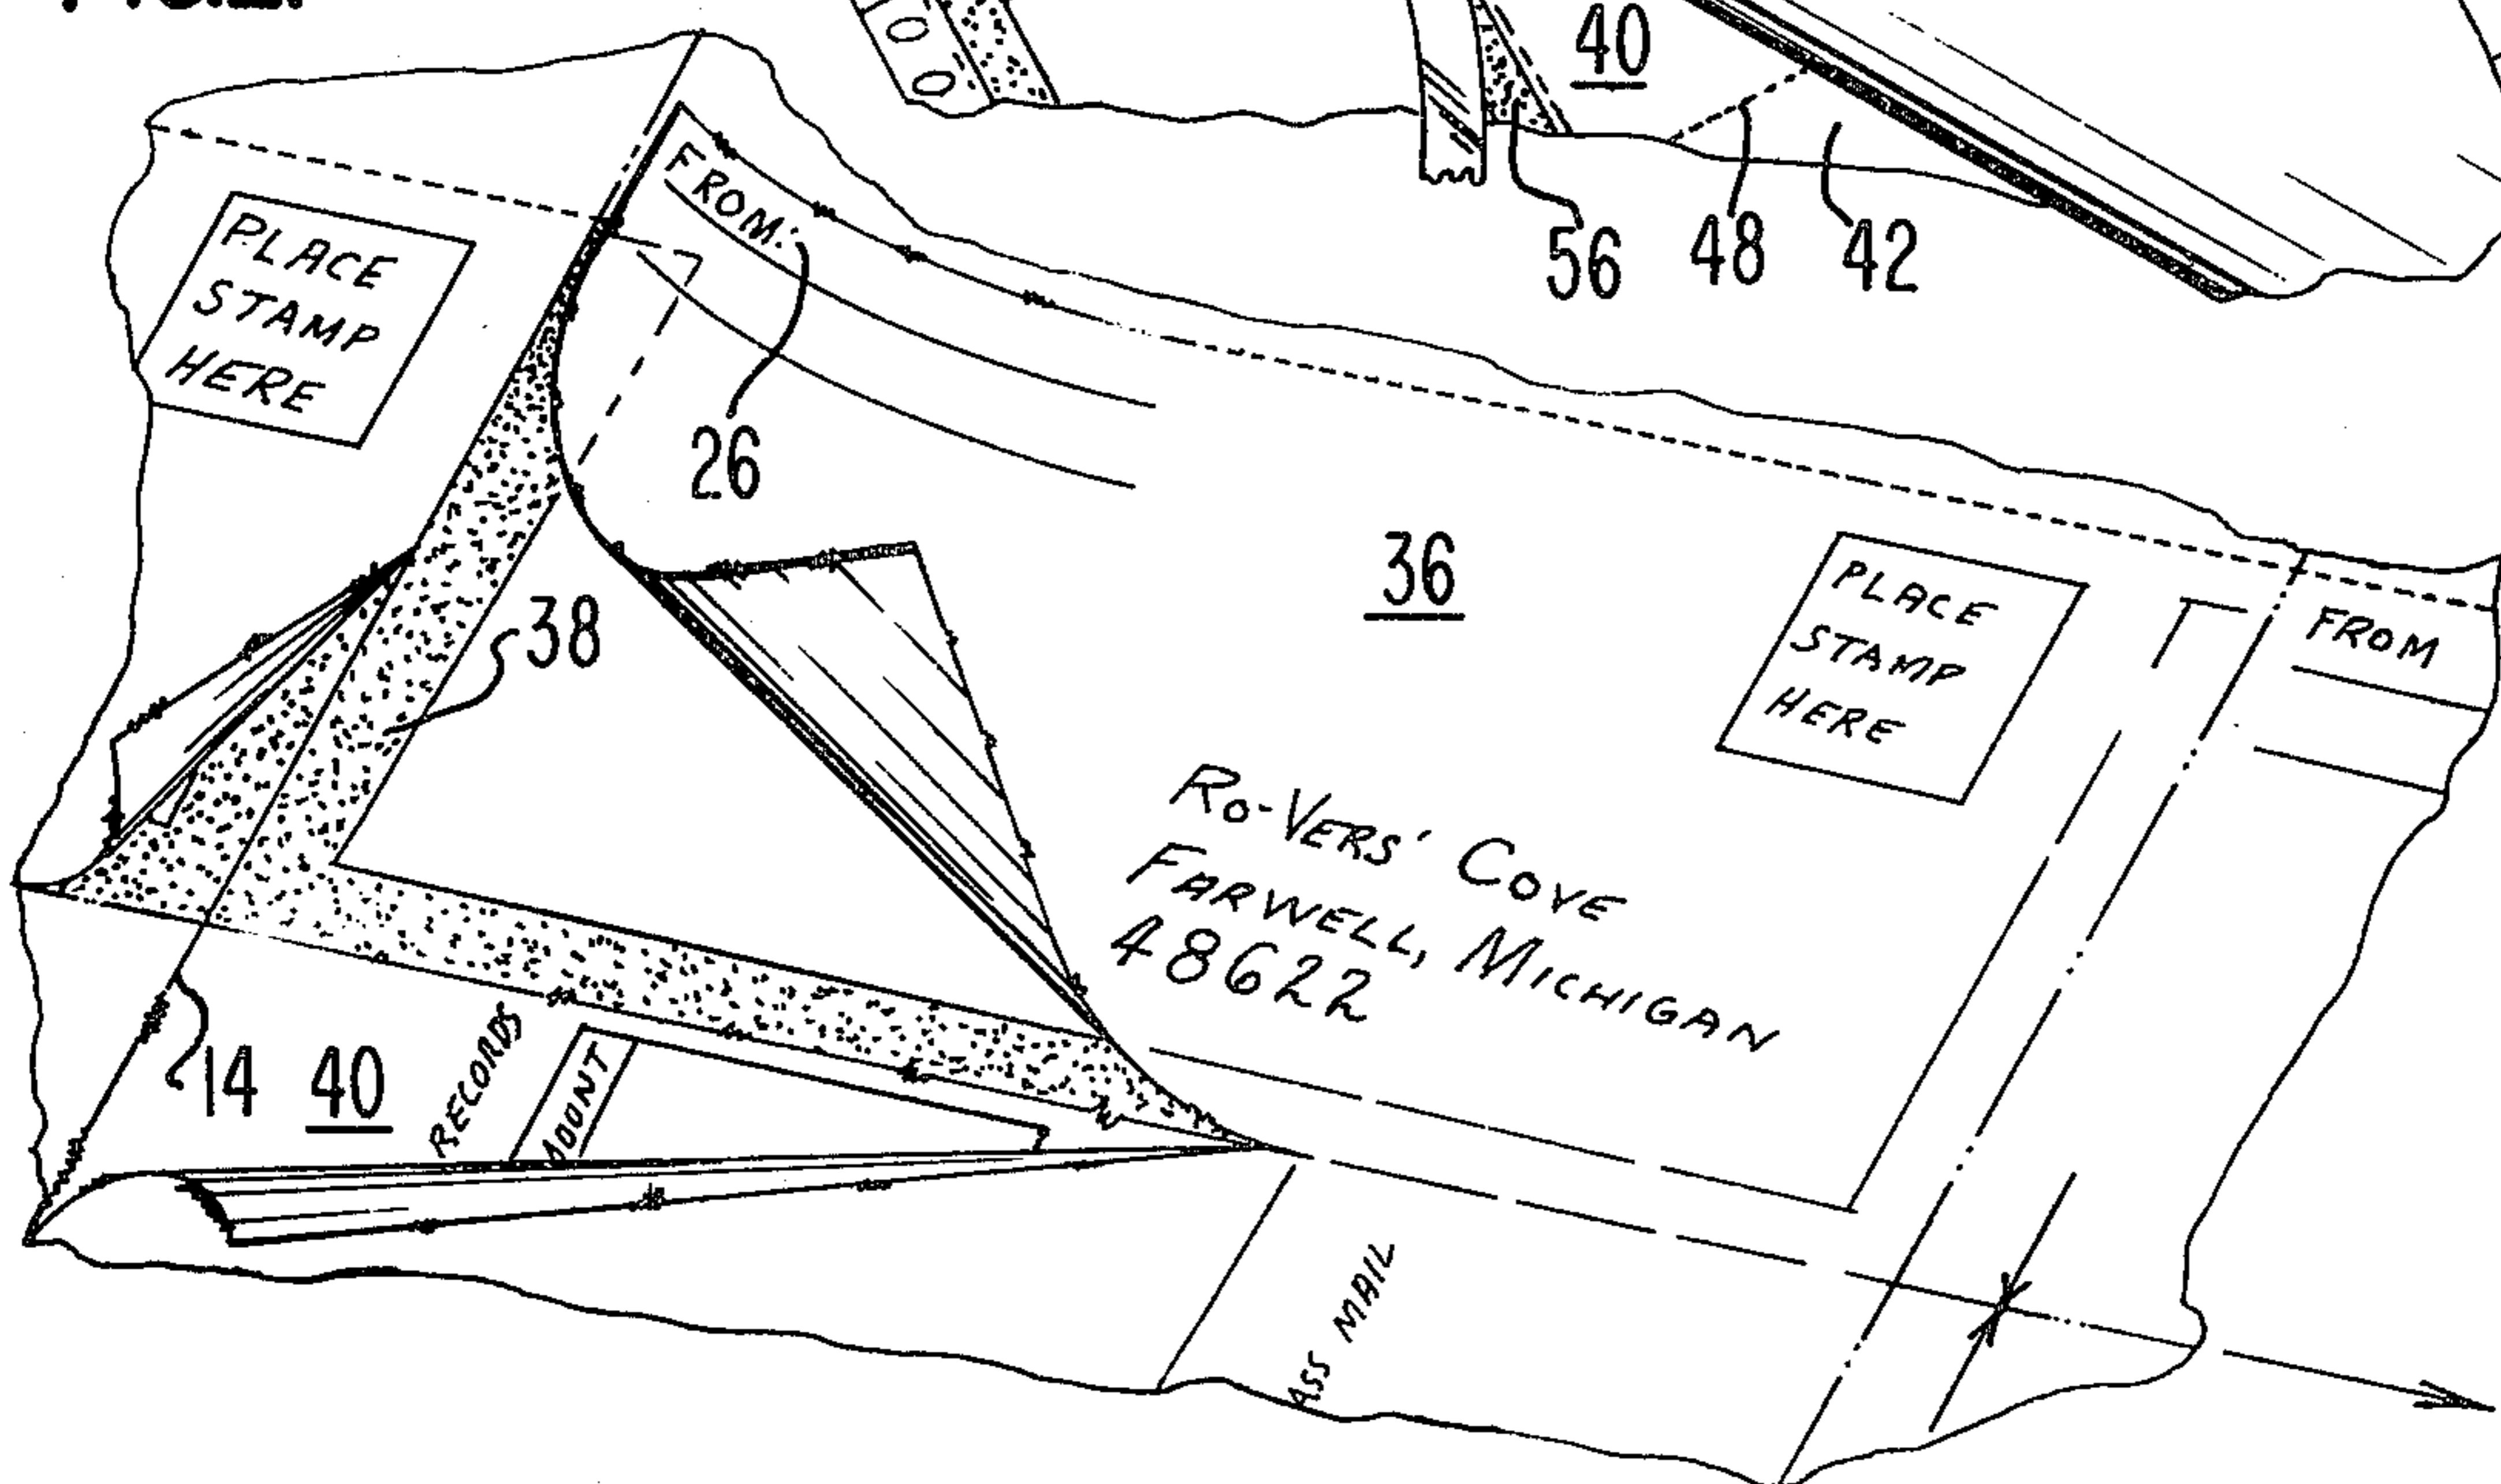 40
56
48
42
PLACE
STAMP
HERE
FROM:
26
36
38
PLACE
STAMP
HERE
FROM
RO-VERS' COVE
FARWELL, MICHIGAN
48622
14
40
RECONDS
ASS MAIL